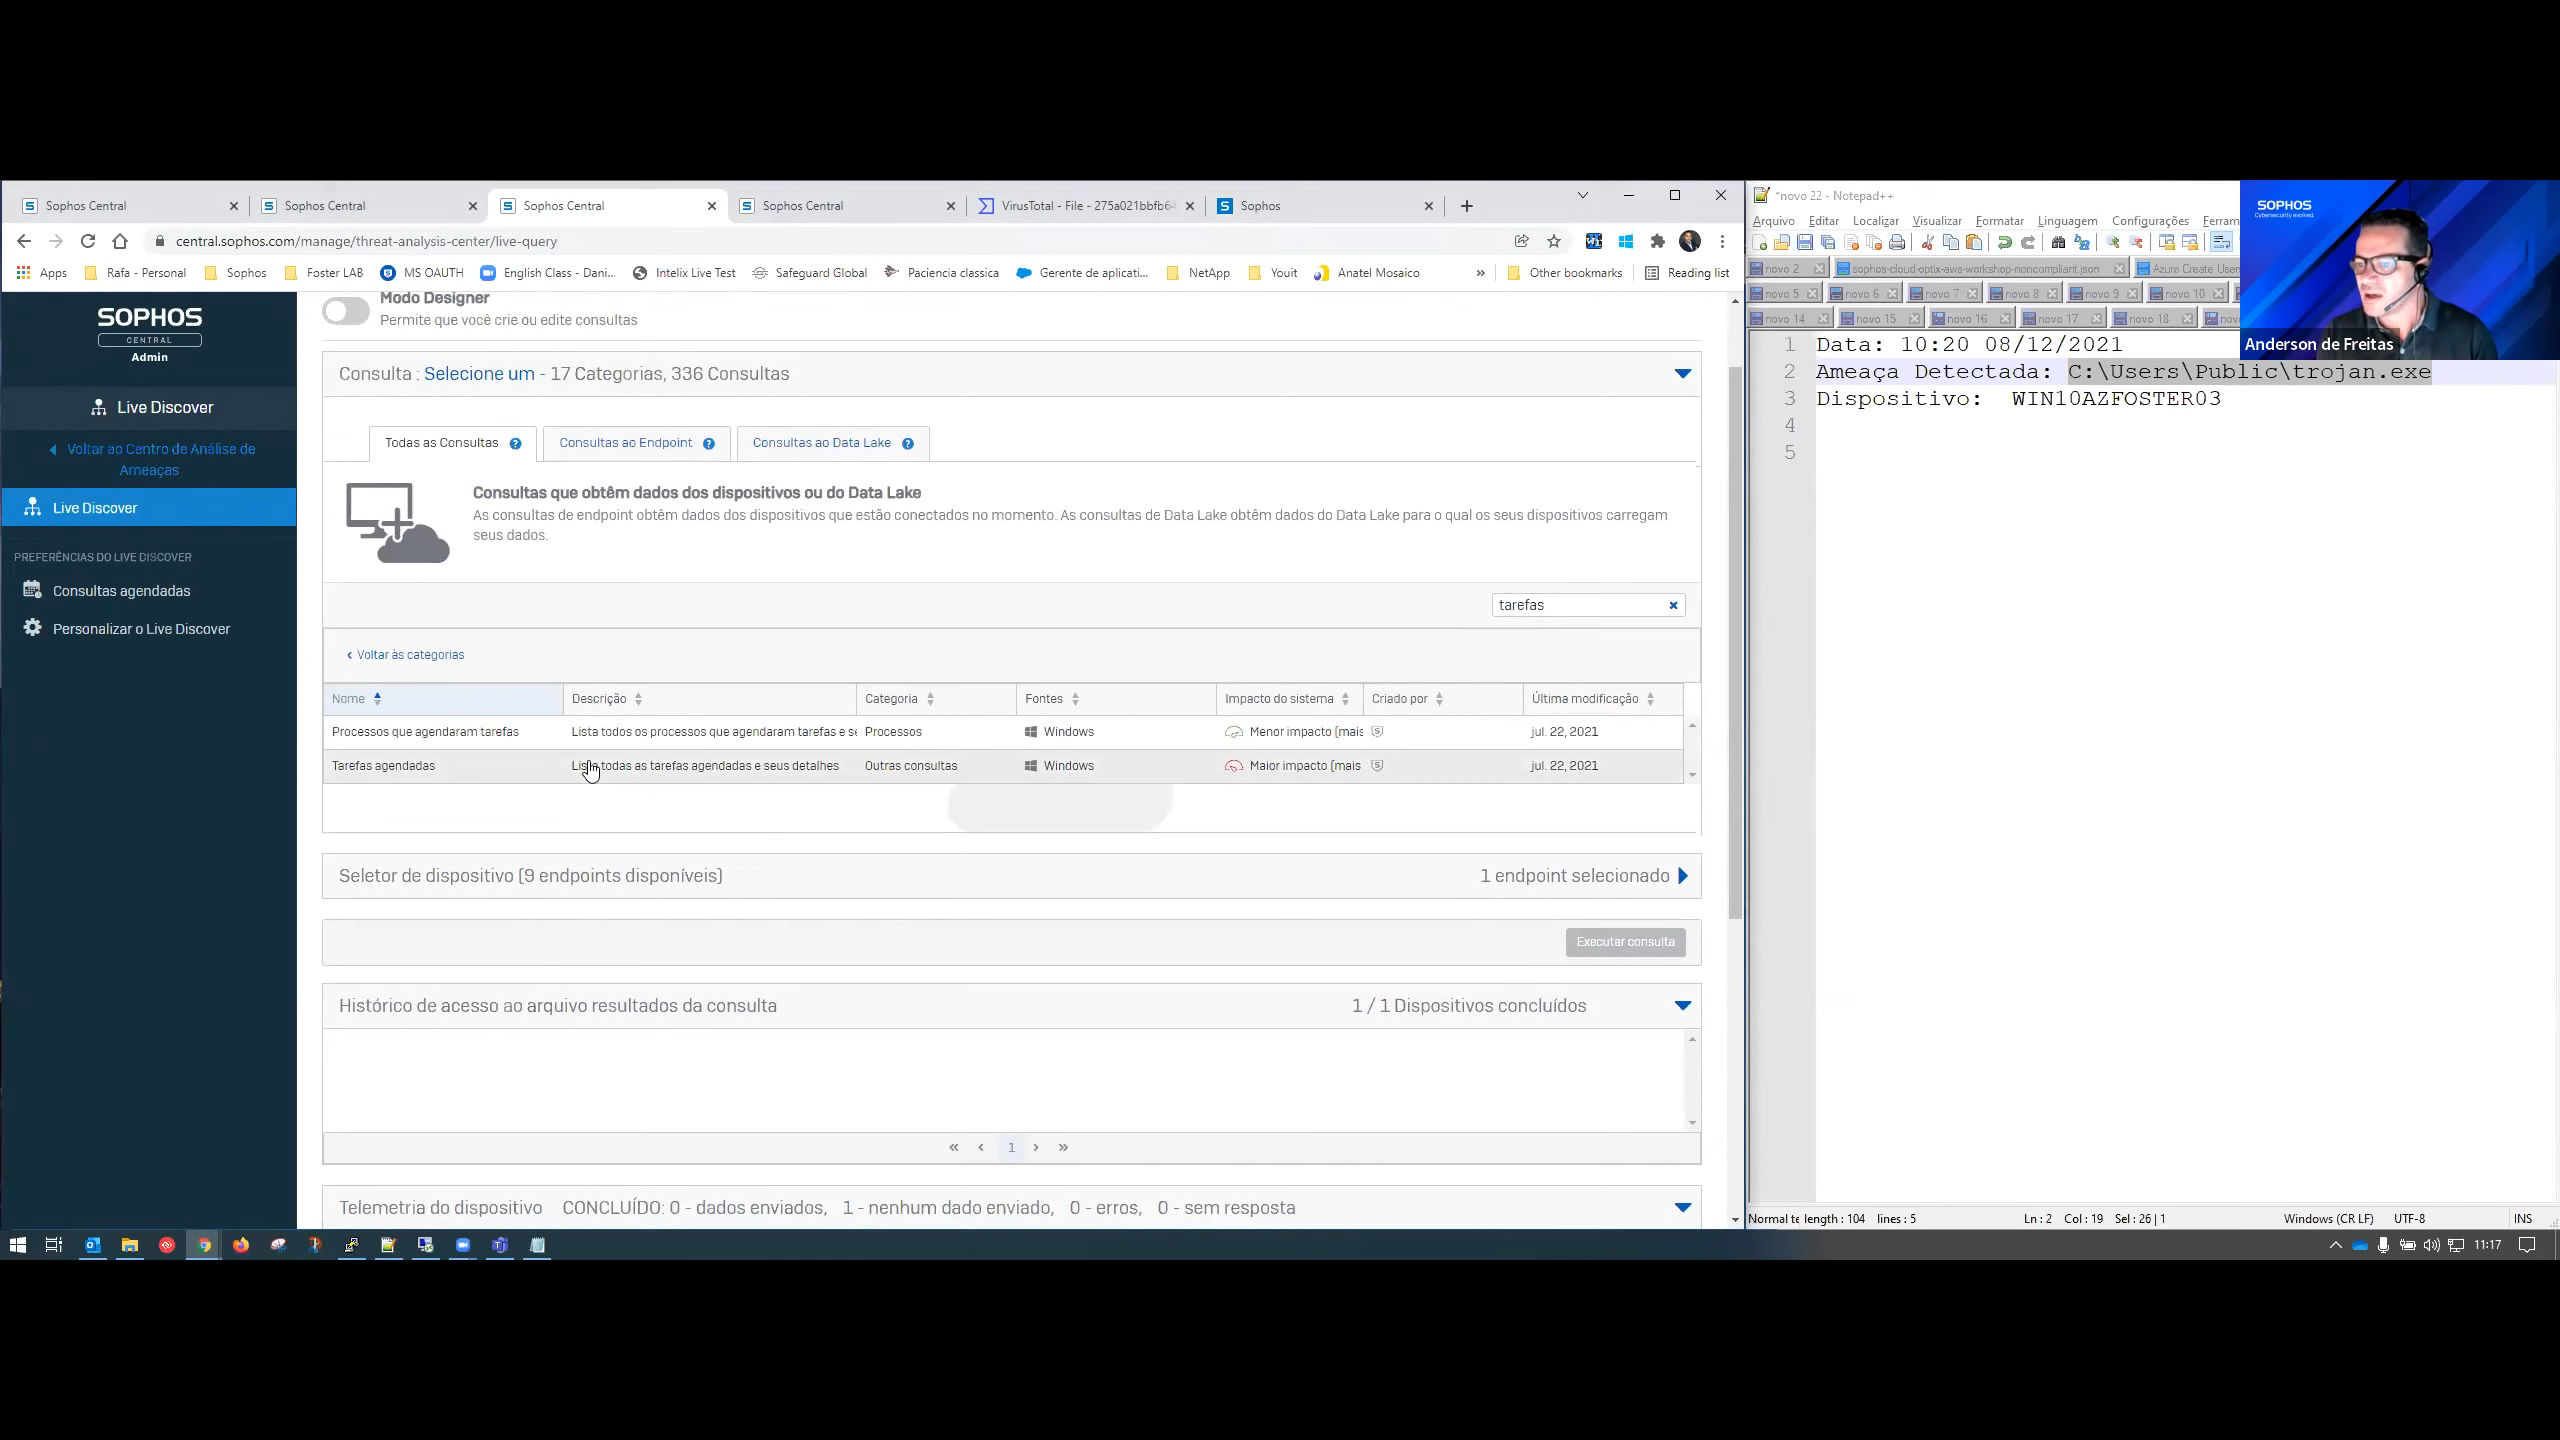 Sophos Central
Sophos Central
Sophos Central
Sophos Central
VirusTotal - File - 275a021bbfb64
Sophos
central.sophos.com/manage/threat-analysis-center/live-query
Apps
Rafa - Personal
Sophos
Foster LAB
MS OAUTH
English Class - Dani...
Intelix Live Test
Safeguard Global
Paciencia classica
Gerente de aplicati...
NetApp
Youit
Anatel Mosaico
»
Other bookmarks
Reading list
SOPHOS
CENTRAL
Admin
Live Discover
Voltar ao Centro de Análise de
Ameaças
Live Discover
PREFERÊNCIAS DO LIVE DISCOVER
Consultas agendadas
Personalizar o Live Discover
Modo Designer
Permite que você crie ou edite consultas
Consulta : Selecione um - 17 Categorias, 336 Consultas
Todas as Consultas
Consultas ao Endpoint
Consultas ao Data Lake
Consultas que obtêm dados dos dispositivos ou do Data Lake
As consultas de endpoint obtêm dados dos dispositivos que estão conectados no momento. As consultas de Data Lake obtêm dados do Data Lake para o qual os seus dispositivos carregam
seus dados.
tarefas
‹ Voltar às categorias
Nome Descrição Categoria Fontes Impacto do sistema Criado por Última modificação
Processos que agendaram tarefas Lista todos os processos que agendaram tarefas e se Processos Windows Menor impacto (mais jul. 22, 2021
Tarefas agendadas Lista todas as tarefas agendadas e seus detalhes Outras consultas Windows Maior impacto (mais jul. 22, 2021
Seletor de dispositivo (9 endpoints disponíveis) 1 endpoint selecionado
Executar consulta
Histórico de acesso ao arquivo resultados da consulta 1 / 1 Dispositivos concluídos
« ‹ 1 › »
Telemetria do dispositivo CONCLUÍDO: 0 - dados enviados, 1 - nenhum dado enviado, 0 - erros, 0 - sem resposta
*novo 22 - Notepad++
Arquivo Editar Localizar Visualizar Formatar Linguagem Configurações Ferram
novo 2 sophos-cloud-optix-aws-workshop-noncompliant.json Azure Create User
novo 5 novo 6 novo 7 novo 8 novo 9 novo 10
novo 14 novo 15 novo 16 novo 17 novo 18
1 Data: 10:20 08/12/2021
2 Ameaça Detectada: C:\Users\Public\trojan.exe
3 Dispositivo: WIN10AZFOSTER03
4
5
SOPHOS
Cybersecurity evolved.
Anderson de Freitas
Normal te length : 104 lines : 5 Ln : 2 Col : 19 Sel : 26 | 1 Windows (CR LF) UTF-8 INS
11:17